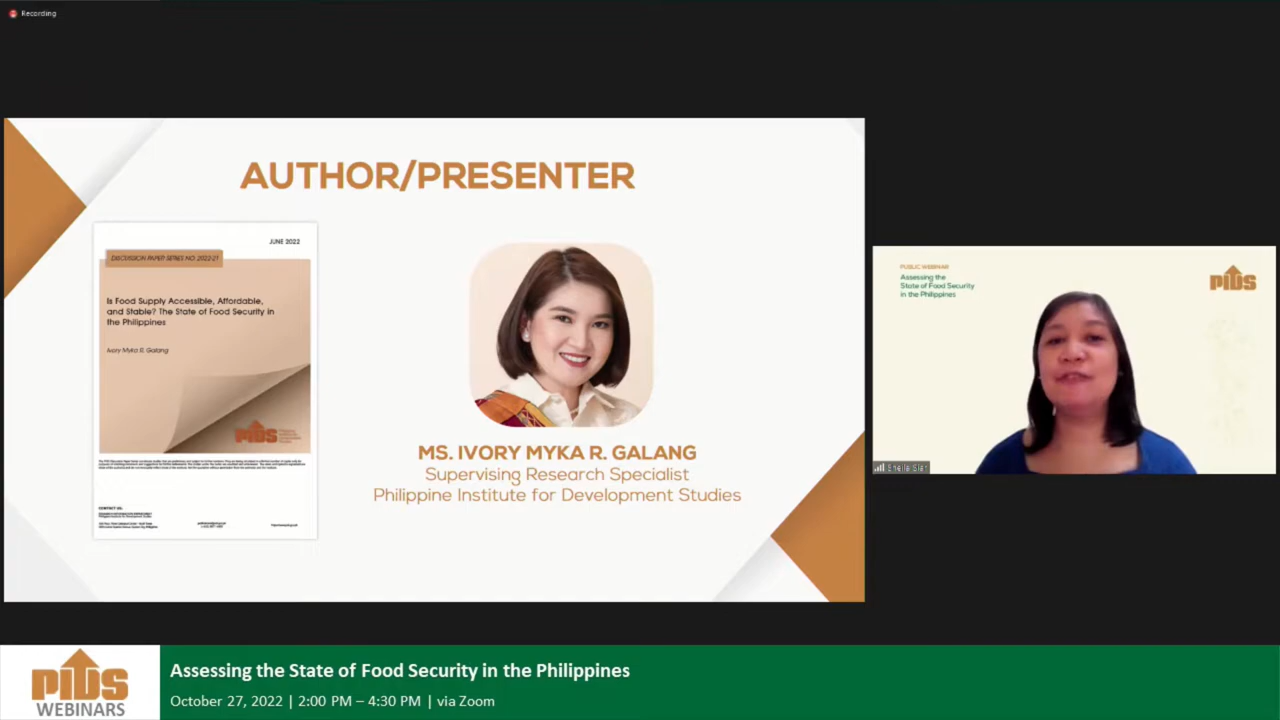 Recording
AUTHOR/PRESENTER
JUNE 2022
DISCUSSION PAPER SERIES NO. 2022-21
Is Food Supply Accessible, Affordable,
and Stable? The State of Food Security in
the Philippines
Ivory Myka R. Galang
PIDS
CONTACT US:
MS. IVORY MYKA R. GALANG
Supervising Research Specialist
Philippine Institute for Development Studies
PUBLIC WEBINAR
Assessing the
State of Food Security
in the Philippines
PIDS
Sheila Siar
PIDS
WEBINARS
Assessing the State of Food Security in the Philippines
October 27, 2022 | 2:00 PM – 4:30 PM | via Zoom